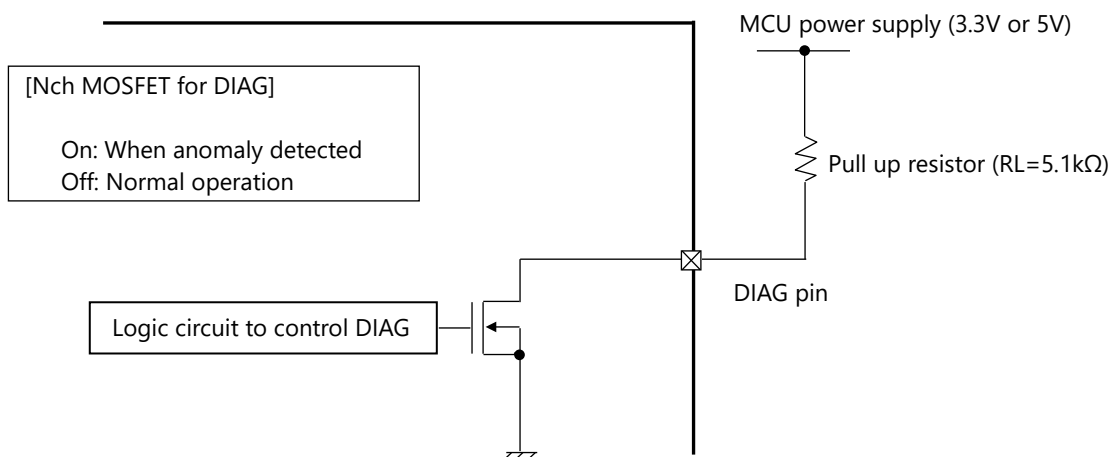 MCU power supply (3.3V or 5V)
[Nch MOSFET for DIAG]
On: When anomaly detected
Off: Normal operation
Pull up resistor (RL=5.1kΩ)
DIAG pin
Logic circuit to control DIAG